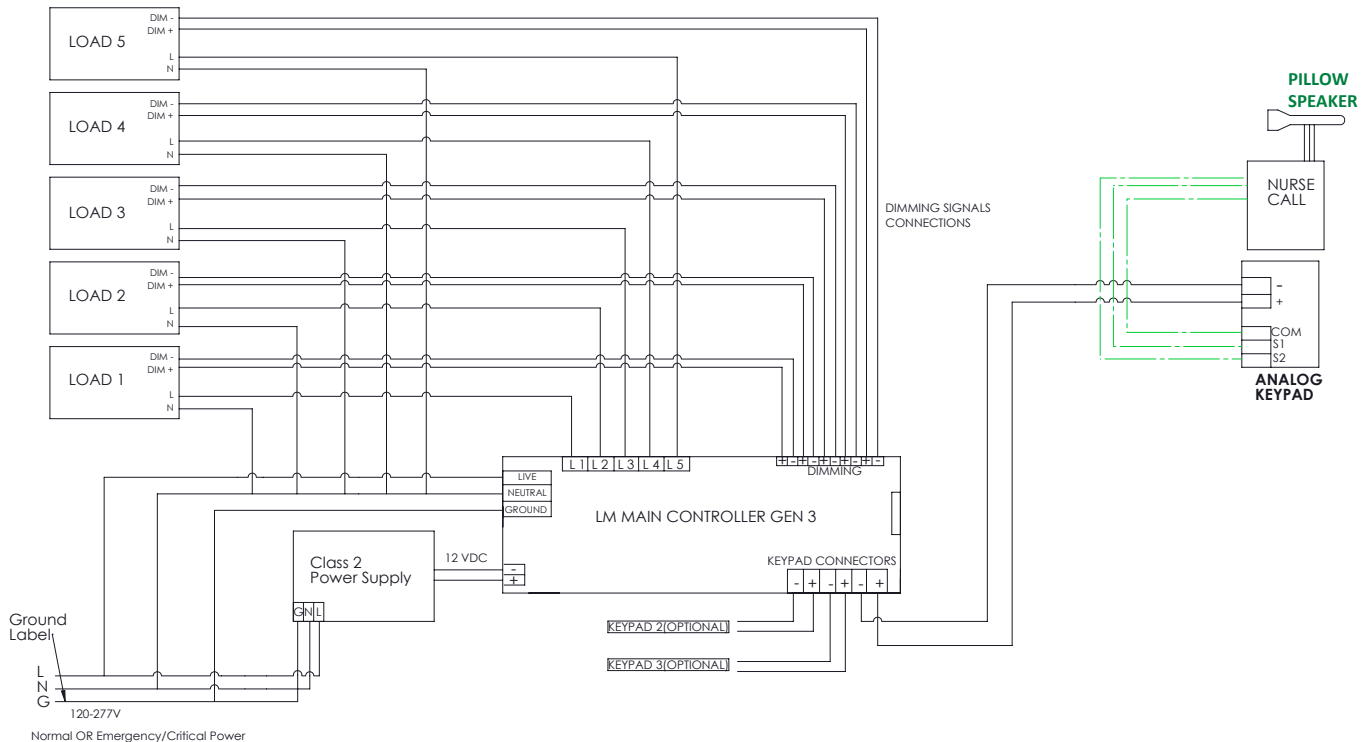 DIM -
DIM +
LOAD 5
L
N
DIM -
DIM +
LOAD 4
L
N
DIM -
DIM +
LOAD 3
L
N
DIM -
DIM +
LOAD 2
L
N
DIM -
DIM +
LOAD 1
L
N
PILLOW
SPEAKER
NURSE
CALL
DIMMING SIGNALS
CONNECTIONS
-
+
COM
S1
S2
ANALOG
KEYPAD
L 1 L 2 L 3 L 4 L 5
+ - + - + - + - + -
DIMMING
LIVE
NEUTRAL
GROUND
LM MAIN CONTROLLER GEN 3
KEYPAD CONNECTORS
- + - + - +
12 VDC
-
+
Class 2
Power Supply
G N L
KEYPAD 2(OPTIONAL)
KEYPAD 3(OPTIONAL)
Ground
Label
L
N
G
120-277V
Normal OR Emergency/Critical Power